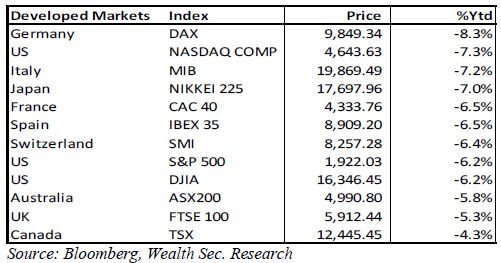 Developed Markets Index Price %Ytd
Germany DAX 9,849.34 -8.3%
US NASDAQ COMP 4,643.63 -7.3%
Italy MIB 19,869.49 -7.2%
Japan NIKKEI 225 17,697.96 -7.0%
France CAC 40 4,333.76 -6.5%
Spain IBEX 35 8,909.20 -6.5%
Switzerland SMI 8,257.28 -6.4%
US S&P 500 1,922.03 -6.2%
US DJIA 16,346.45 -6.2%
Australia ASX200 4,990.80 -5.8%
UK FTSE 100 5,912.44 -5.3%
Canada TSX 12,445.45 -4.3%
Source: Bloomberg, Wealth Sec. Research